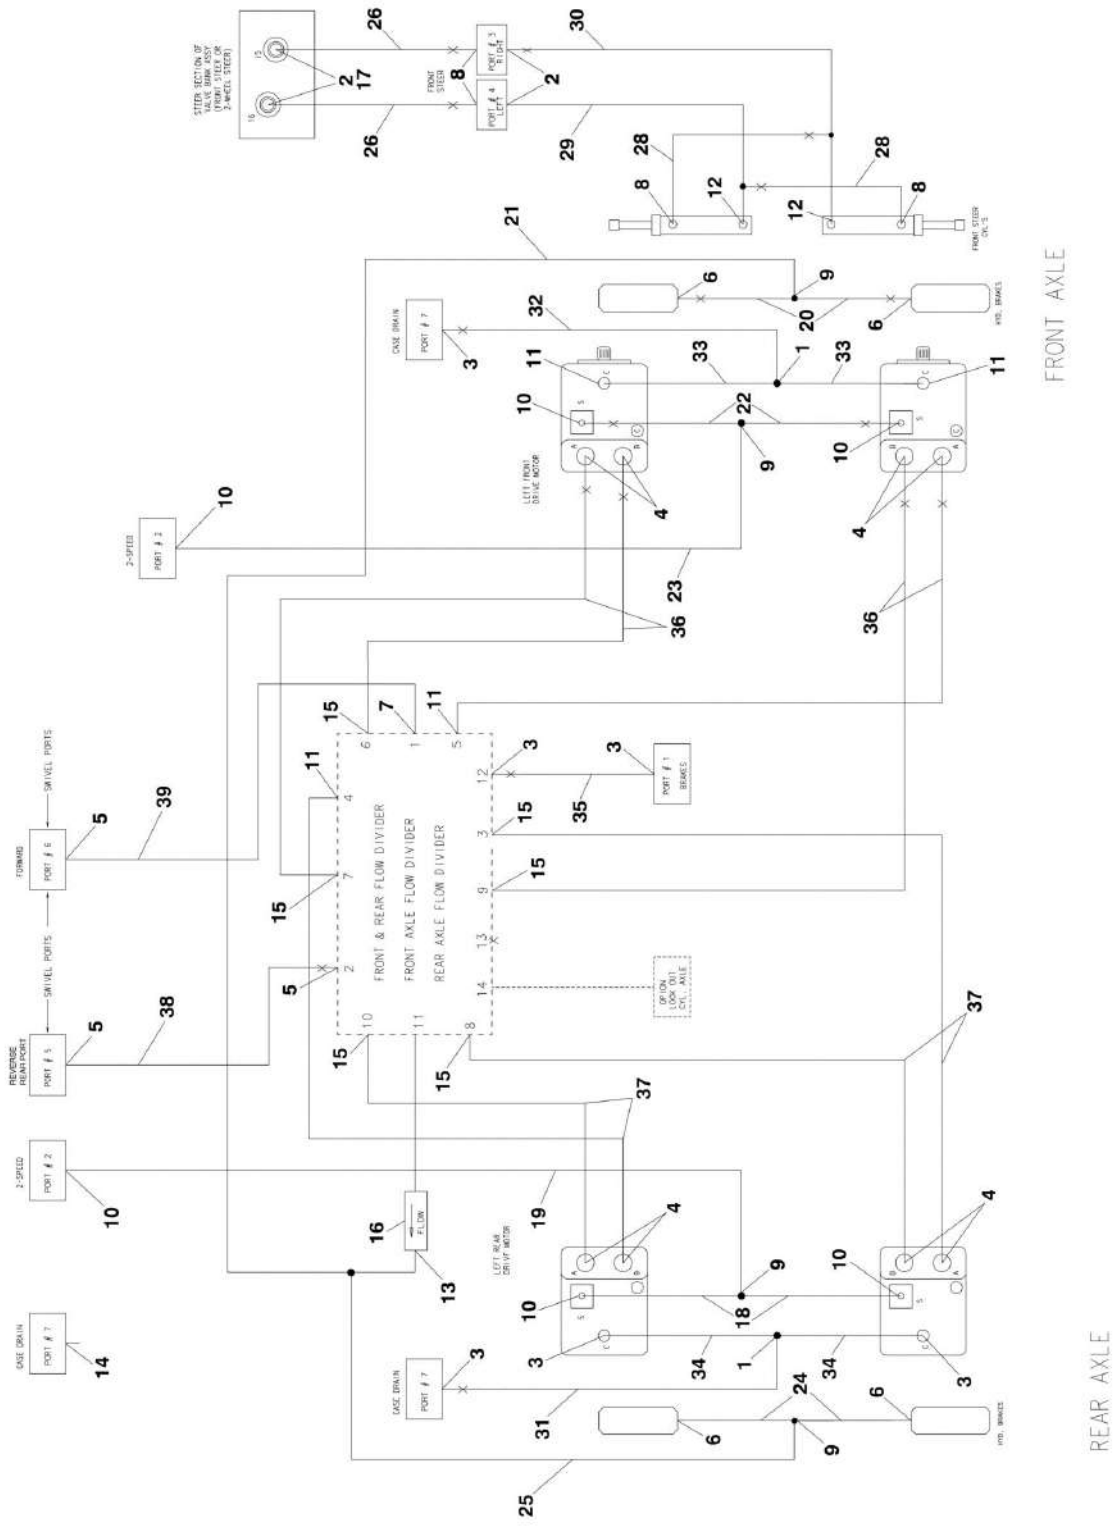 CASE DRAIN
PORT # 7
14
2-SPEED
PORT # 2
10
REVERSE
REAR PORT
PORT # 5
5
SWIVEL PORTS
FORWARD
PORT # 6
5
SWIVEL PORTS
38
39
2-SPEED
PORT # 2
10
STEER SECTION OF
VALVE BANK ASSY
(FRONT STEER OR
2-WHEEL STEER)
16
15
2
17
26
26
FRONT
STEER
8
PORT # 4
LEFT
PORT # 3
RIGHT
2
29
30
15
5
11
15
7
11
15
10
11
8
2
7
4
6
1
5
FRONT & REAR FLOW DIVIDER
FRONT AXLE FLOW DIVIDER
REAR AXLE FLOW DIVIDER
14
13
9
3
12
15
15
15
3
16
FLOW
13
35
3
PORT # 1
BRAKES
OPION
LOOK OUT
CYL. AXLE
CASE DRAIN
PORT # 7
3
CASE DRAIN
PORT # 7
3
21
25
31
19
32
LEFT REAR
DRIVE MOTOR
10
3
S
C
A
B
4
37
LEFT FRONT
DRIVE MOTOR
10
11
A
B
S
C
C
4
36
23
28
8
12
6
34
1
18
9
34
24
9
10
3
B
A
S
C
4
37
6
HYD. BRAKES
6
33
22
1
9
33
20
9
10
11
B
A
S
C
C
4
36
6
HYD. BRAKES
12
28
8
FRONT STEER
CYL'S
REAR AXLE
FRONT AXLE